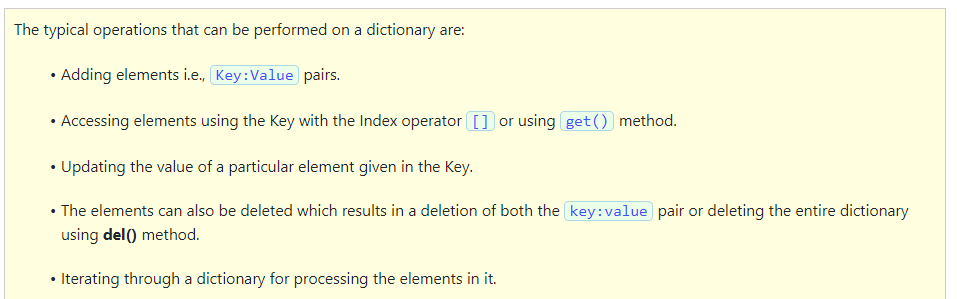 The typical operations that can be performed on a dictionary are:
• Adding elements i.e., Key:Value pairs.
• Accessing elements using the Key with the Index operator [] or using get() method.
• Updating the value of a particular element given in the Key.
• The elements can also be deleted which results in a deletion of both the key:value pair or deleting the entire dictionary
using del() method.
• Iterating through a dictionary for processing the elements in it.